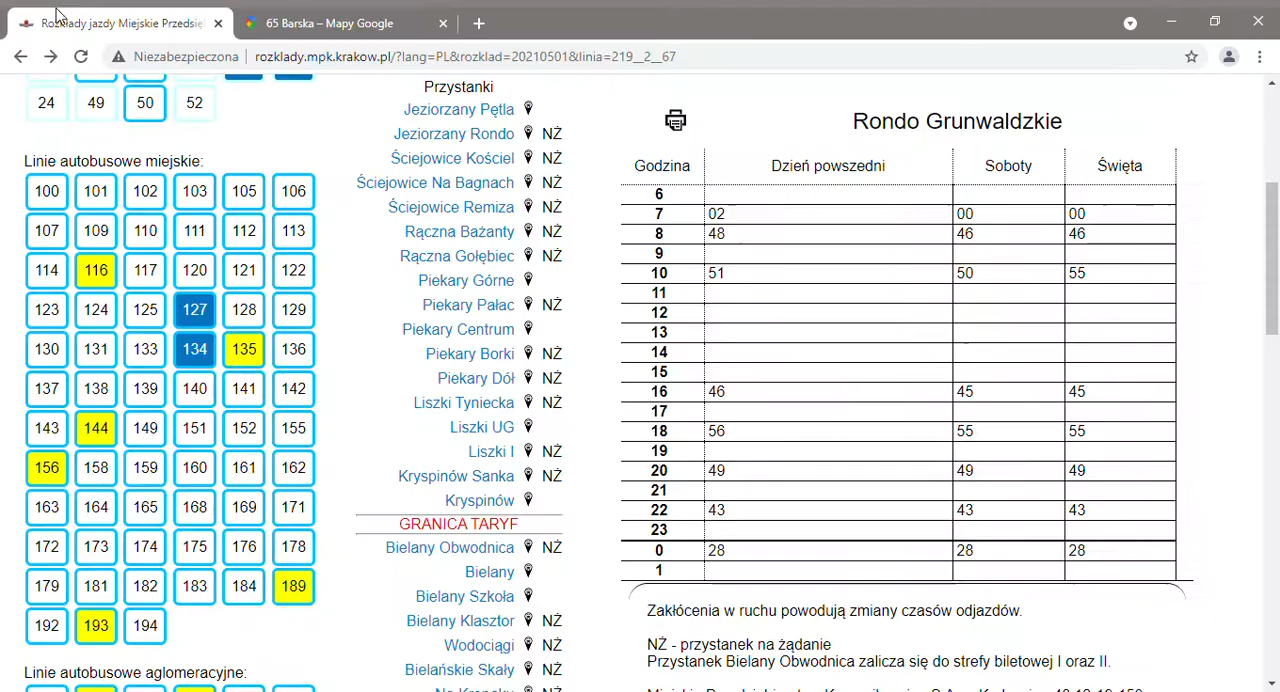 Rozkłady jazdy Miejskie Przedsię
65 Barska – Mapy Google
Niezabezpieczona
rozklady.mpk.krakow.pl/?lang=PL&rozklad=20210501&linia=219__2__67
24 49 50 52
Linie autobusowe miejskie:
100 101 102 103 105 106
107 109 110 111 112 113
114 116 117 120 121 122
123 124 125 127 128 129
130 131 133 134 135 136
137 138 139 140 141 142
143 144 149 151 152 155
156 158 159 160 161 162
163 164 165 168 169 171
172 173 174 175 176 178
179 181 182 183 184 189
192 193 194
Linie autobusowe aglomeracyjne:
Przystanki
Jeziorzany Pętla
Jeziorzany Rondo NŻ
Ściejowice Kościel NŻ
Ściejowice Na Bagnach NŻ
Ściejowice Remiza NŻ
Rączna Bażanty NŻ
Rączna Gołębiec NŻ
Piekary Górne
Piekary Pałac NŻ
Piekary Centrum
Piekary Borki NŻ
Piekary Dół NŻ
Liszki Tyniecka NŻ
Liszki UG
Liszki I NŻ
Kryspinów Sanka NŻ
Kryspinów
GRANICA TARYF
Bielany Obwodnica NŻ
Bielany
Bielany Szkoła
Bielany Klasztor NŻ
Wodociągi NŻ
Bielańskie Skały NŻ
Rondo Grunwaldzkie
Godzina Dzień powszedni Soboty Święta
6
7 02 00 00
8 48 46 46
9
10 51 50 55
11
12
13
14
15
16 46 45 45
17
18 56 55 55
19
20 49 49 49
21
22 43 43 43
23
0 28 28 28
1
Zakłócenia w ruchu powodują zmiany czasów odjazdów.
NŻ - przystanek na żądanie
Przystanek Bielany Obwodnica zalicza się do strefy biletowej I oraz II.